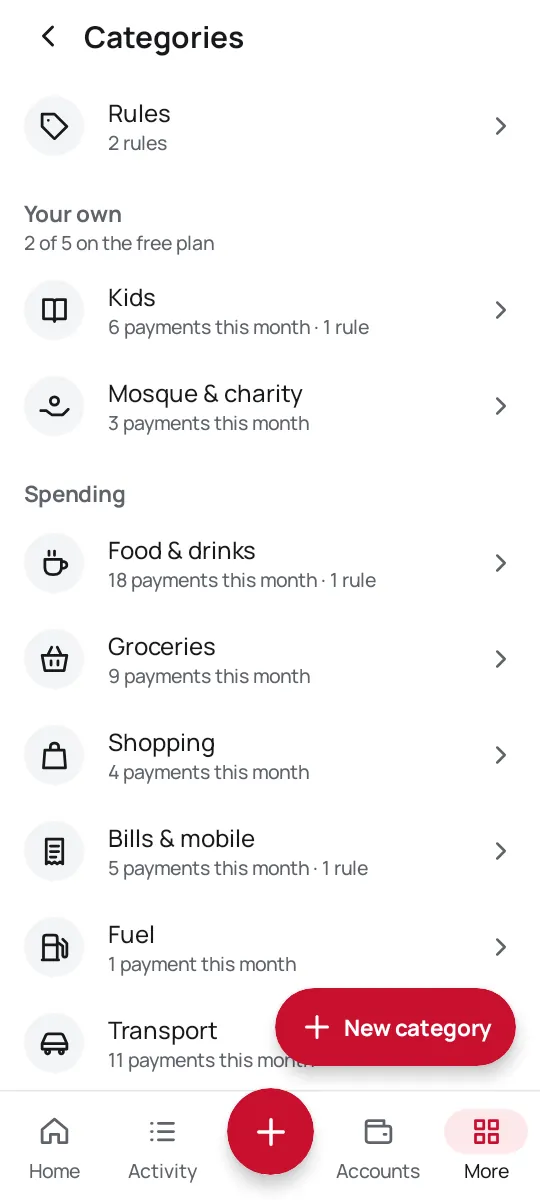 Categories
Rules
2 rules
Your own
2 of 5 on the free plan
Kids
6 payments this month · 1 rule
Mosque & charity
3 payments this month
Spending
Food & drinks
18 payments this month · 1 rule
Groceries
9 payments this month
Shopping
4 payments this month
Bills & mobile
5 payments this month · 1 rule
Fuel
1 payment this month
Transport
11 payments this month
New category
Home
Activity
Accounts
More